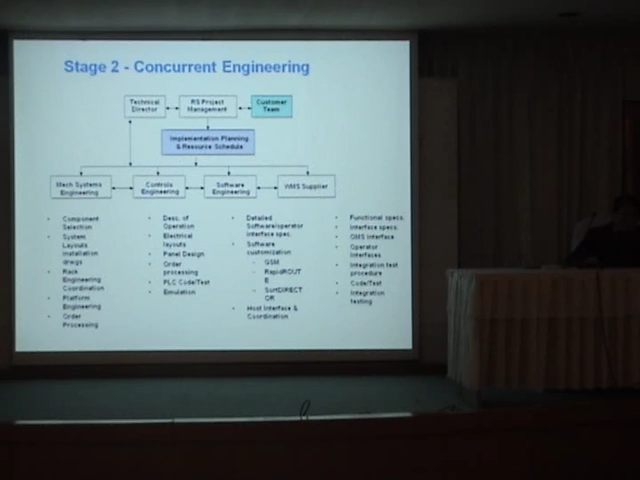 Stage 2 - Concurrent Engineering
Technical
Director
RS Project
Management
Customer
Team
Implementation Planning
& Resource Schedule
Mech Systems
Engineering
Controls
Engineering
Software
Engineering
WMS Supplier
• Component
Selection
• System
Layouts
installation
drwgs
• Rack
Engineering
Coordination
• Platform
Engineering
• Order
Processing
• Desc. of
Operation
• Electrical
layouts
• Panel Design
• Order
processing
• PLC Code/Test
• Emulation
• Detailed
Software/operator
interface spec.
• Software
customization
– GSM
– RapidROUT
E
– SortDIRECT
OR
• Host Interface &
Coordination
• Functional specs.
• Interface specs.
• Operator
Interfaces
• Integration test
procedure
• Code/Test
• Integration
testing